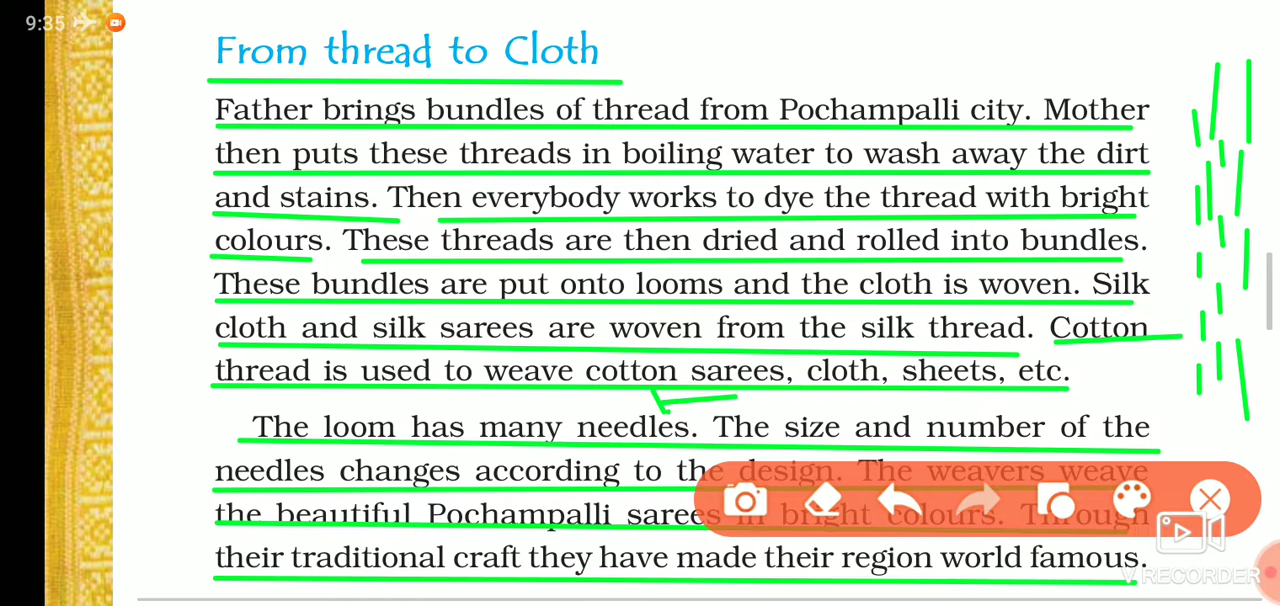 9:35
From thread to Cloth
Father brings bundles of thread from Pochampalli city. Mother
then puts these threads in boiling water to wash away the dirt
and stains. Then everybody works to dye the thread with bright
colours. These threads are then dried and rolled into bundles.
These bundles are put onto looms and the cloth is woven. Silk
cloth and silk sarees are woven from the silk thread. Cotton
thread is used to weave cotton sarees, cloth, sheets, etc.
The loom has many needles. The size and number of the
needles changes according to the design. The weavers weave
the beautiful Pochampalli sarees in bright colours. Through
their traditional craft they have made their region world famous.
V RECORDER